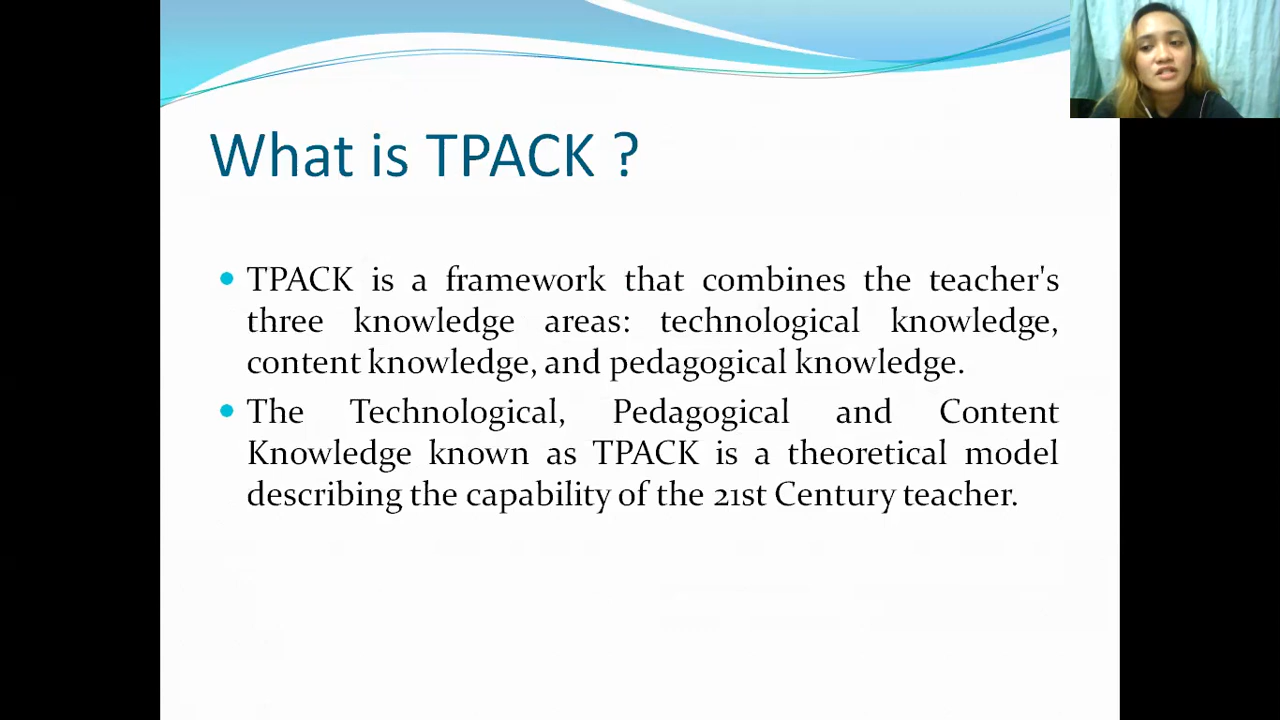 What is TPACK ?
TPACK is a framework that combines the teacher's
three knowledge areas: technological knowledge,
content knowledge, and pedagogical knowledge.
The Technological, Pedagogical and Content
Knowledge known as TPACK is a theoretical model
describing the capability of the 21st Century teacher.